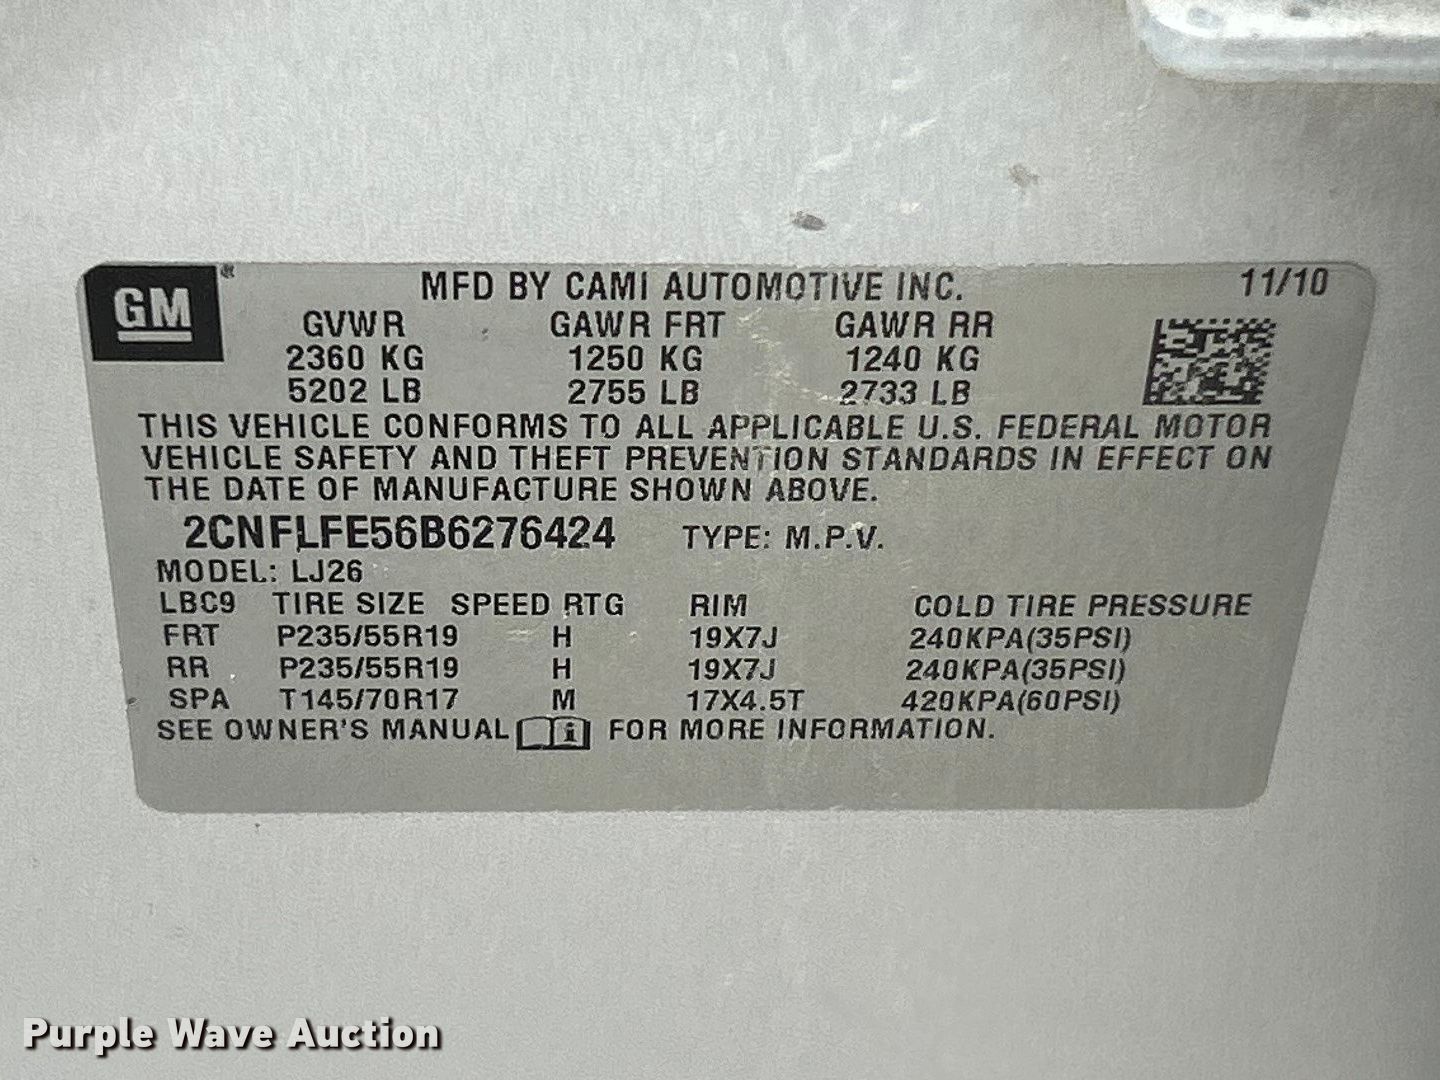 GM ®
MFD BY CAMI AUTOMOTIVE INC. 11/10
GVWR GAWR FRT GAWR RR
2360 KG 1250 KG 1240 KG
5202 LB 2755 LB 2733 LB
THIS VEHICLE CONFORMS TO ALL APPLICABLE U.S. FEDERAL MOTOR
VEHICLE SAFETY AND THEFT PREVENTION STANDARDS IN EFFECT ON
THE DATE OF MANUFACTURE SHOWN ABOVE.
2CNFLFE56B6276424 TYPE: M.P.V.
MODEL: LJ26
LBC9 TIRE SIZE SPEED RTG RIM COLD TIRE PRESSURE
FRT P235/55R19 H 19X7J 240KPA(35PSI)
RR P235/55R19 H 19X7J 240KPA(35PSI)
SPA T145/70R17 M 17X4.5T 420KPA(60PSI)
SEE OWNER'S MANUAL i FOR MORE INFORMATION.
Purple Wave Auction